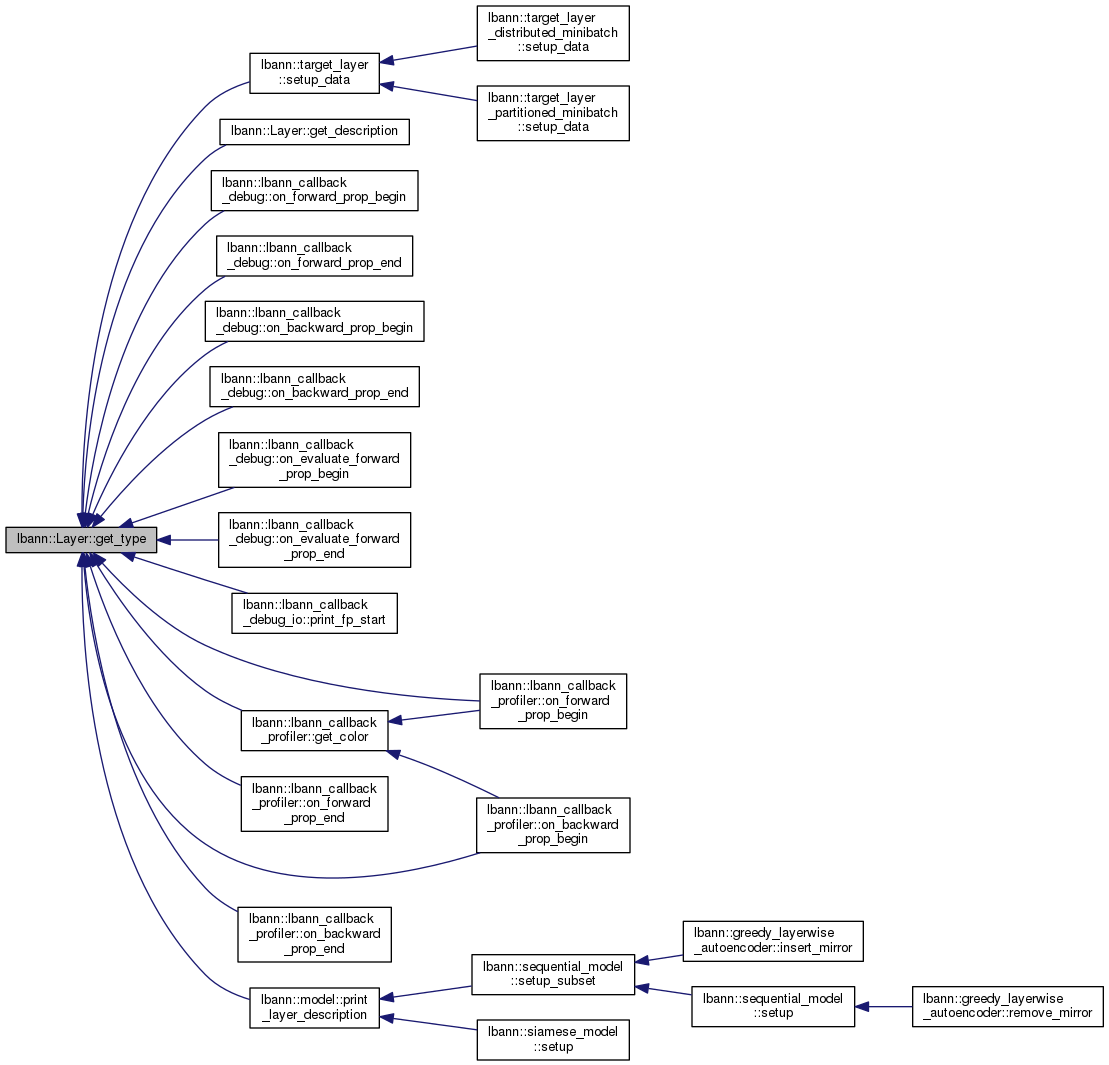 lbann::target_layer
_distributed_minibatch
::setup_data
lbann::target_layer
::setup_data
lbann::target_layer
_partitioned_minibatch
::setup_data
lbann::Layer::get_description
lbann::lbann_callback
_debug::on_forward_prop_begin
lbann::lbann_callback
_debug::on_forward_prop_end
lbann::lbann_callback
_debug::on_backward_prop_begin
lbann::lbann_callback
_debug::on_backward_prop_end
lbann::lbann_callback
_debug::on_evaluate_forward
_prop_begin
lbann::Layer::get_type
lbann::lbann_callback
_debug::on_evaluate_forward
_prop_end
lbann::lbann_callback
_debug_io::print_fp_start
lbann::lbann_callback
_profiler::on_forward
_prop_begin
lbann::lbann_callback
_profiler::get_color
lbann::lbann_callback
_profiler::on_forward
_prop_end
lbann::lbann_callback
_profiler::on_backward
_prop_begin
lbann::lbann_callback
_profiler::on_backward
_prop_end
lbann::greedy_layerwise
_autoencoder::insert_mirror
lbann::sequential_model
::setup_subset
lbann::model::print
_layer_description
lbann::sequential_model
::setup
lbann::greedy_layerwise
_autoencoder::remove_mirror
lbann::siamese_model
::setup